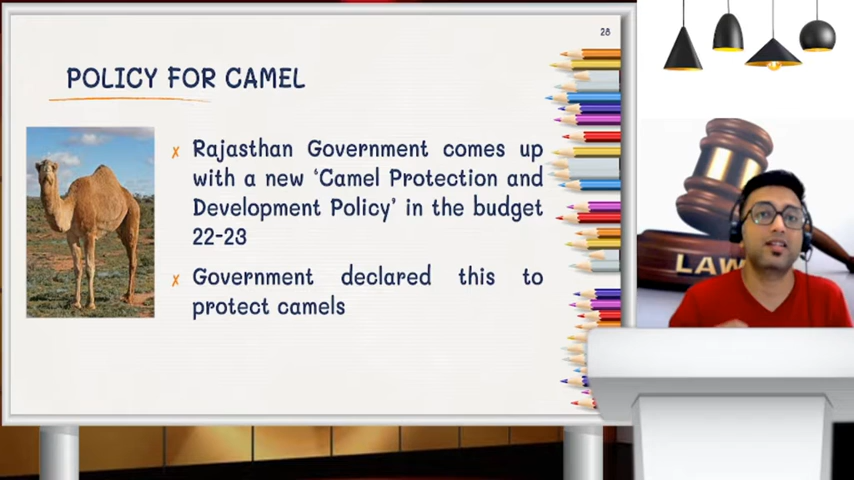 28
POLICY FOR CAMEL
Rajasthan Government comes up
with a new ‘Camel Protection and
Development Policy’ in the budget
22-23
Government declared this to
protect camels
LAW